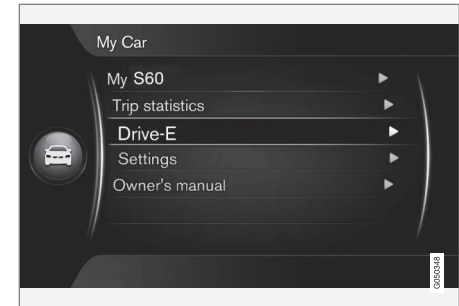 My Car
My S60
Trip statistics
Drive-E
Settings
Owner's manual
G050348